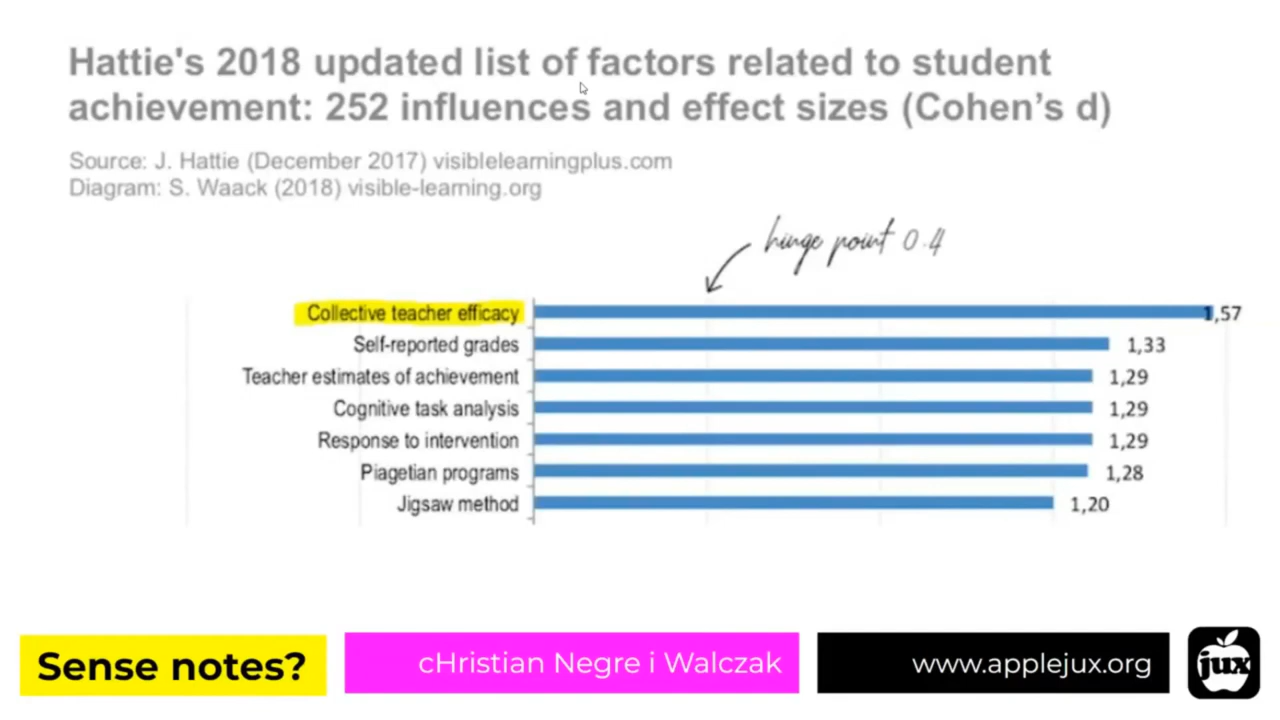 Hattie's 2018 updated list of factors related to student
achievement: 252 influences and effect sizes (Cohen's d)
Source: J. Hattie (December 2017) visiblelearningplus.com
Diagram: S. Waack (2018) visible-learning.org
hinge point 0.4
Collective teacher efficacy 1,57
Self-reported grades 1,33
Teacher estimates of achievement 1,29
Cognitive task analysis 1,29
Response to intervention 1,29
Piagetian programs 1,28
Jigsaw method 1,20
Sense notes? cHristian Negre i Walczak www.applejux.org jux